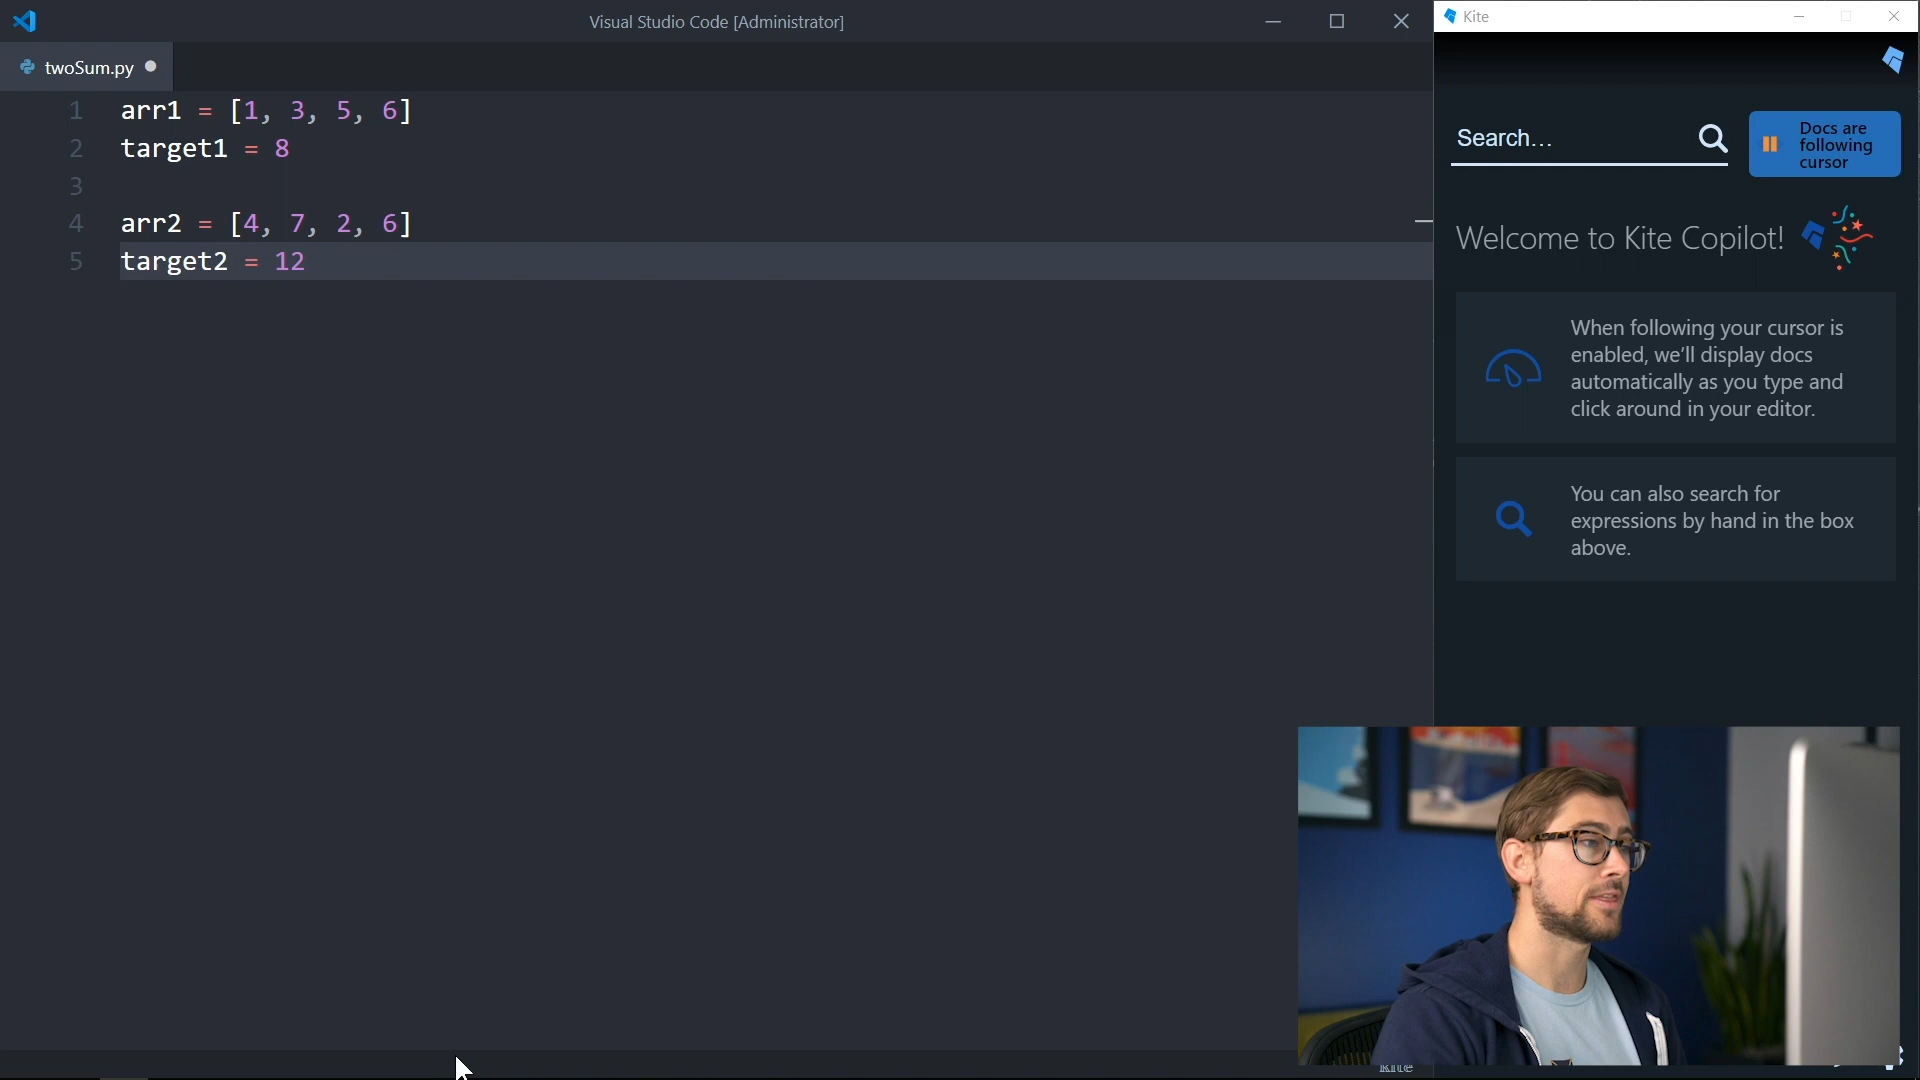 Visual Studio Code [Administrator]
twoSum.py
1 arr1 = [1, 3, 5, 6]
2 target1 = 8
3
4 arr2 = [4, 7, 2, 6]
5 target2 = 12
Kite
Search...
Docs are
following
cursor
Welcome to Kite Copilot!
When following your cursor is
enabled, we'll display docs
automatically as you type and
click around in your editor.
You can also search for
expressions by hand in the box
above.
kite